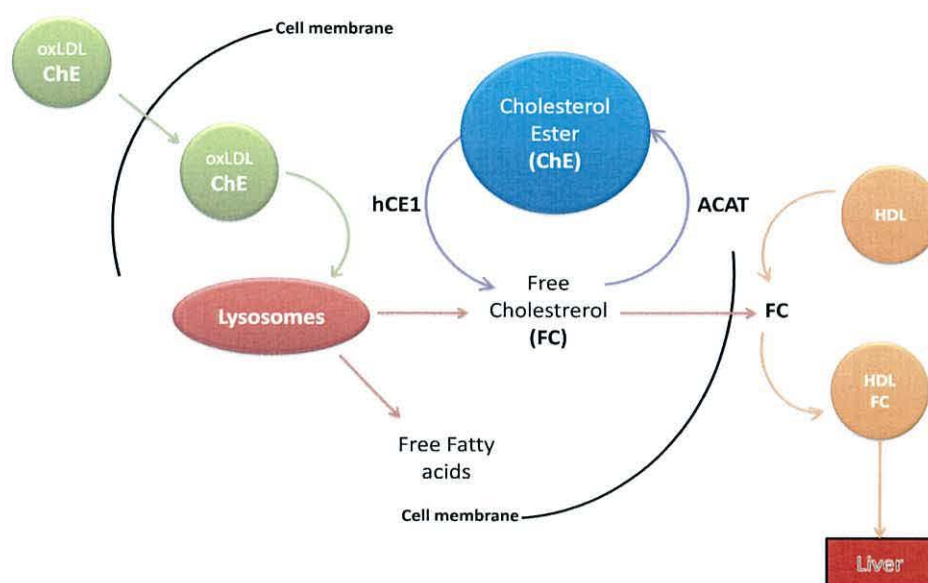 Cell membrane
oxLDL
ChE
oxLDL
ChE
Cholesterol
Ester
(ChE)
hCE1
ACAT
HDL
Lysosomes
Free
Cholestrerol
(FC)
FC
HDL
FC
Free Fatty
acids
Cell membrane
Liver